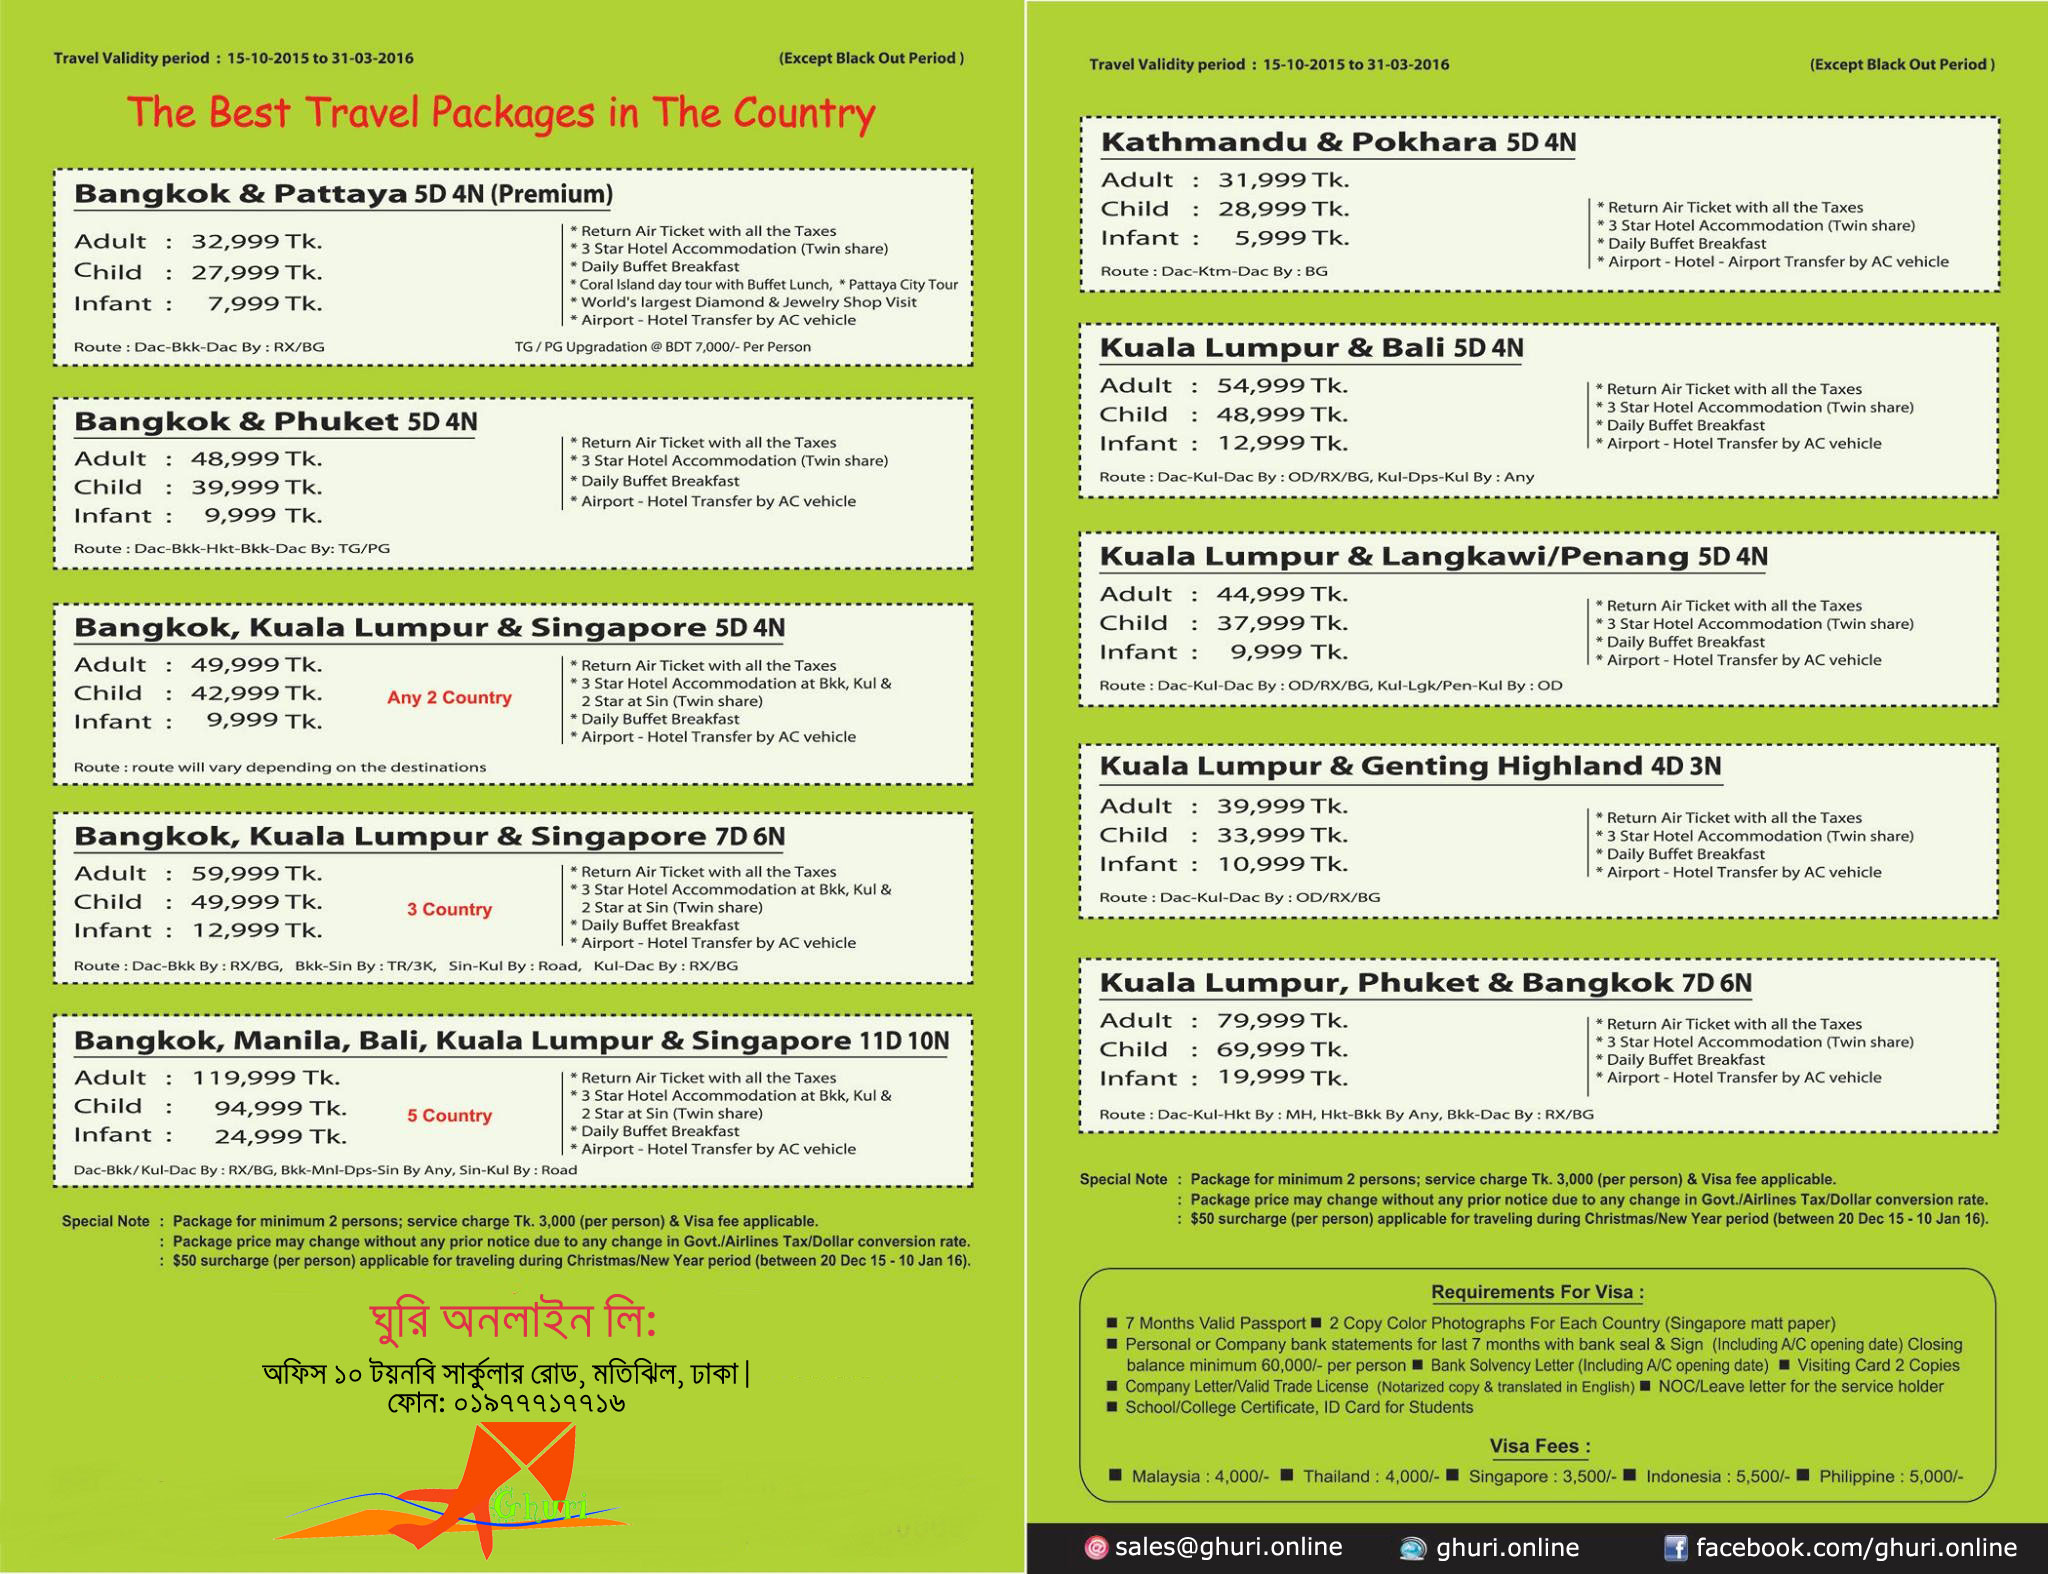 Travel Validity period : 15-10-2015 to 31-03-2016 (Except Black Out Period )
The Best Travel Packages in The Country
Bangkok & Pattaya 5D 4N (Premium)
Adult : 32,999 Tk.
Child : 27,999 Tk.
Infant : 7,999 Tk.
* Return Air Ticket with all the Taxes
* 3 Star Hotel Accommodation (Twin share)
* Daily Buffet Breakfast
* Coral Island day tour with Buffet Lunch, * Pattaya City Tour
* World's largest Diamond & Jewelry Shop Visit
* Airport - Hotel Transfer by AC vehicle
Route : Dac-Bkk-Dac By : RX/BG TG / PG Upgradation @ BDT 7,000/- Per Person
Bangkok & Phuket 5D 4N
Adult : 48,999 Tk.
Child : 39,999 Tk.
Infant : 9,999 Tk.
* Return Air Ticket with all the Taxes
* 3 Star Hotel Accommodation (Twin share)
* Daily Buffet Breakfast
* Airport - Hotel Transfer by AC vehicle
Route : Dac-Bkk-Hkt-Bkk-Dac By: TG/PG
Bangkok, Kuala Lumpur & Singapore 5D 4N
Adult : 49,999 Tk.
Child : 42,999 Tk.
Infant : 9,999 Tk.
Any 2 Country
* Return Air Ticket with all the Taxes
* 3 Star Hotel Accommodation at Bkk, Kul &
2 Star at Sin (Twin share)
* Daily Buffet Breakfast
* Airport - Hotel Transfer by AC vehicle
Route : route will vary depending on the destinations
Bangkok, Kuala Lumpur & Singapore 7D 6N
Adult : 59,999 Tk.
Child : 49,999 Tk.
Infant : 12,999 Tk.
3 Country
* Return Air Ticket with all the Taxes
* 3 Star Hotel Accommodation at Bkk, Kul &
2 Star at Sin (Twin share)
* Daily Buffet Breakfast
* Airport - Hotel Transfer by AC vehicle
Route : Dac-Bkk By : RX/BG, Bkk-Sin By : TR/3K, Sin-Kul By : Road, Kul-Dac By : RX/BG
Bangkok, Manila, Bali, Kuala Lumpur & Singapore 11D 10N
Adult : 119,999 Tk.
Child : 94,999 Tk.
Infant : 24,999 Tk.
5 Country
* Return Air Ticket with all the Taxes
* 3 Star Hotel Accommodation at Bkk, Kul &
2 Star at Sin (Twin share)
* Daily Buffet Breakfast
* Airport - Hotel Transfer by AC vehicle
Dac-Bkk/ Kul-Dac By : RX/BG, Bkk-Mnl-Dps-Sin By Any, Sin-Kul By : Road
Special Note : Package for minimum 2 persons; service charge Tk. 3,000 (per person) & Visa fee applicable.
: Package price may change without any prior notice due to any change in Govt./Airlines Tax/Dollar conversion rate.
: $50 surcharge (per person) applicable for traveling during Christmas/New Year period (between 20 Dec 15 - 10 Jan 16).
ঘুরি অনলাইন লি:
অফিস ১০ টয়নবি সার্কুলার রোড, মতিঝিল, ঢাকা|
ফোন: ০১৯৭৭৭১৭৭১৬
Ghuri
Travel Validity period : 15-10-2015 to 31-03-2016 (Except Black Out Period )
Kathmandu & Pokhara 5D 4N
Adult : 31,999 Tk.
Child : 28,999 Tk.
Infant : 5,999 Tk.
* Return Air Ticket with all the Taxes
* 3 Star Hotel Accommodation (Twin share)
* Daily Buffet Breakfast
* Airport - Hotel - Airport Transfer by AC vehicle
Route : Dac-Ktm-Dac By : BG
Kuala Lumpur & Bali 5D 4N
Adult : 54,999 Tk.
Child : 48,999 Tk.
Infant : 12,999 Tk.
* Return Air Ticket with all the Taxes
* 3 Star Hotel Accommodation (Twin share)
* Daily Buffet Breakfast
* Airport - Hotel Transfer by AC vehicle
Route : Dac-Kul-Dac By : OD/RX/BG, Kul-Dps-Kul By : Any
Kuala Lumpur & Langkawi/Penang 5D 4N
Adult : 44,999 Tk.
Child : 37,999 Tk.
Infant : 9,999 Tk.
* Return Air Ticket with all the Taxes
* 3 Star Hotel Accommodation (Twin share)
* Daily Buffet Breakfast
* Airport - Hotel Transfer by AC vehicle
Route : Dac-Kul-Dac By : OD/RX/BG, Kul-Lgk/Pen-Kul By : OD
Kuala Lumpur & Genting Highland 4D 3N
Adult : 39,999 Tk.
Child : 33,999 Tk.
Infant : 10,999 Tk.
* Return Air Ticket with all the Taxes
* 3 Star Hotel Accommodation (Twin share)
* Daily Buffet Breakfast
* Airport - Hotel Transfer by AC vehicle
Route : Dac-Kul-Dac By : OD/RX/BG
Kuala Lumpur, Phuket & Bangkok 7D 6N
Adult : 79,999 Tk.
Child : 69,999 Tk.
Infant : 19,999 Tk.
* Return Air Ticket with all the Taxes
* 3 Star Hotel Accommodation (Twin share)
* Daily Buffet Breakfast
* Airport - Hotel Transfer by AC vehicle
Route : Dac-Kul-Hkt By : MH, Hkt-Bkk By Any, Bkk-Dac By : RX/BG
Special Note : Package for minimum 2 persons; service charge Tk. 3,000 (per person) & Visa fee applicable.
: Package price may change without any prior notice due to any change in Govt./Airlines Tax/Dollar conversion rate.
: $50 surcharge (per person) applicable for traveling during Christmas/New Year period (between 20 Dec 15 - 10 Jan 16).
Requirements For Visa :
■ 7 Months Valid Passport ■ 2 Copy Color Photographs For Each Country (Singapore matt paper)
■ Personal or Company bank statements for last 7 months with bank seal & Sign (Including A/C opening date) Closing
balance minimum 60,000/- per person ■ Bank Solvency Letter (Including A/C opening date) ■ Visiting Card 2 Copies
■ Company Letter/Valid Trade License (Notarized copy & translated in English) ■ NOC/Leave letter for the service holder
■ School/College Certificate, ID Card for Students
Visa Fees :
■ Malaysia : 4,000/- ■ Thailand : 4,000/- ■ Singapore : 3,500/- ■ Indonesia : 5,500/- ■ Philippine : 5,000/-
sales@ghuri.online ghuri.online facebook.com/ghuri.online